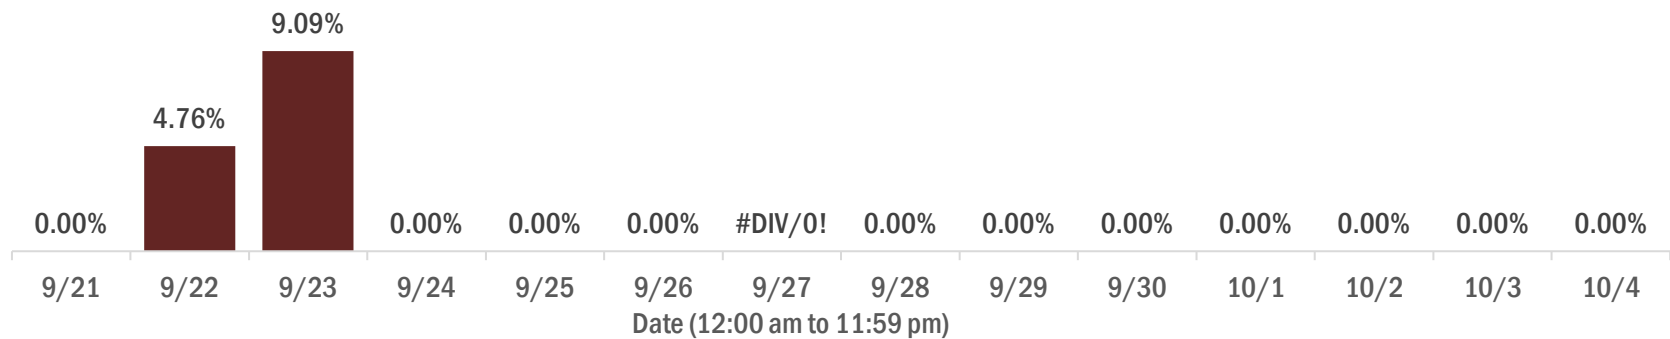 9.09%
4.76%
0.00% 0.00% 0.00% 0.00% #DIV/0! 0.00% 0.00% 0.00% 0.00% 0.00% 0.00% 0.00%
9/21 9/22 9/23 9/24 9/25 9/26 9/27 9/28 9/29 9/30 10/1 10/2 10/3 10/4
Date (12:00 am to 11:59 pm)